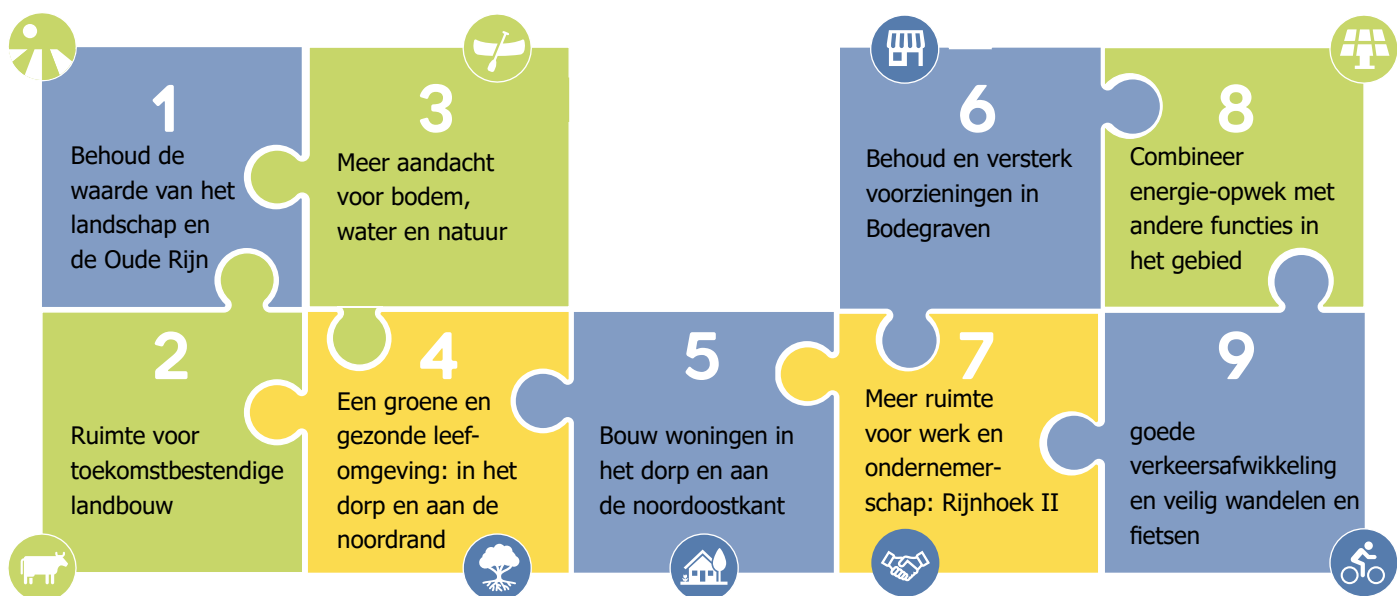 1
Behoud de
waarde van het
landschap en
de Oude Rijn
2
Ruimte voor
toekomstbestendige
landbouw
3
Meer aandacht
voor bodem,
water en natuur
4
Een groene en
gezonde leef-
omgeving: in het
dorp en aan de
noordrand
5
Bouw woningen in
het dorp en aan
de noordoostkant
6
Behoud en versterk
voorzieningen in
Bodegraven
7
Meer ruimte
voor werk en
ondernemer-
schap: Rijnhoek II
8
Combineer
energie-opwek met
andere functies in
het gebied
9
goede
verkeersafwikkeling
en veilig wandelen en
fietsen